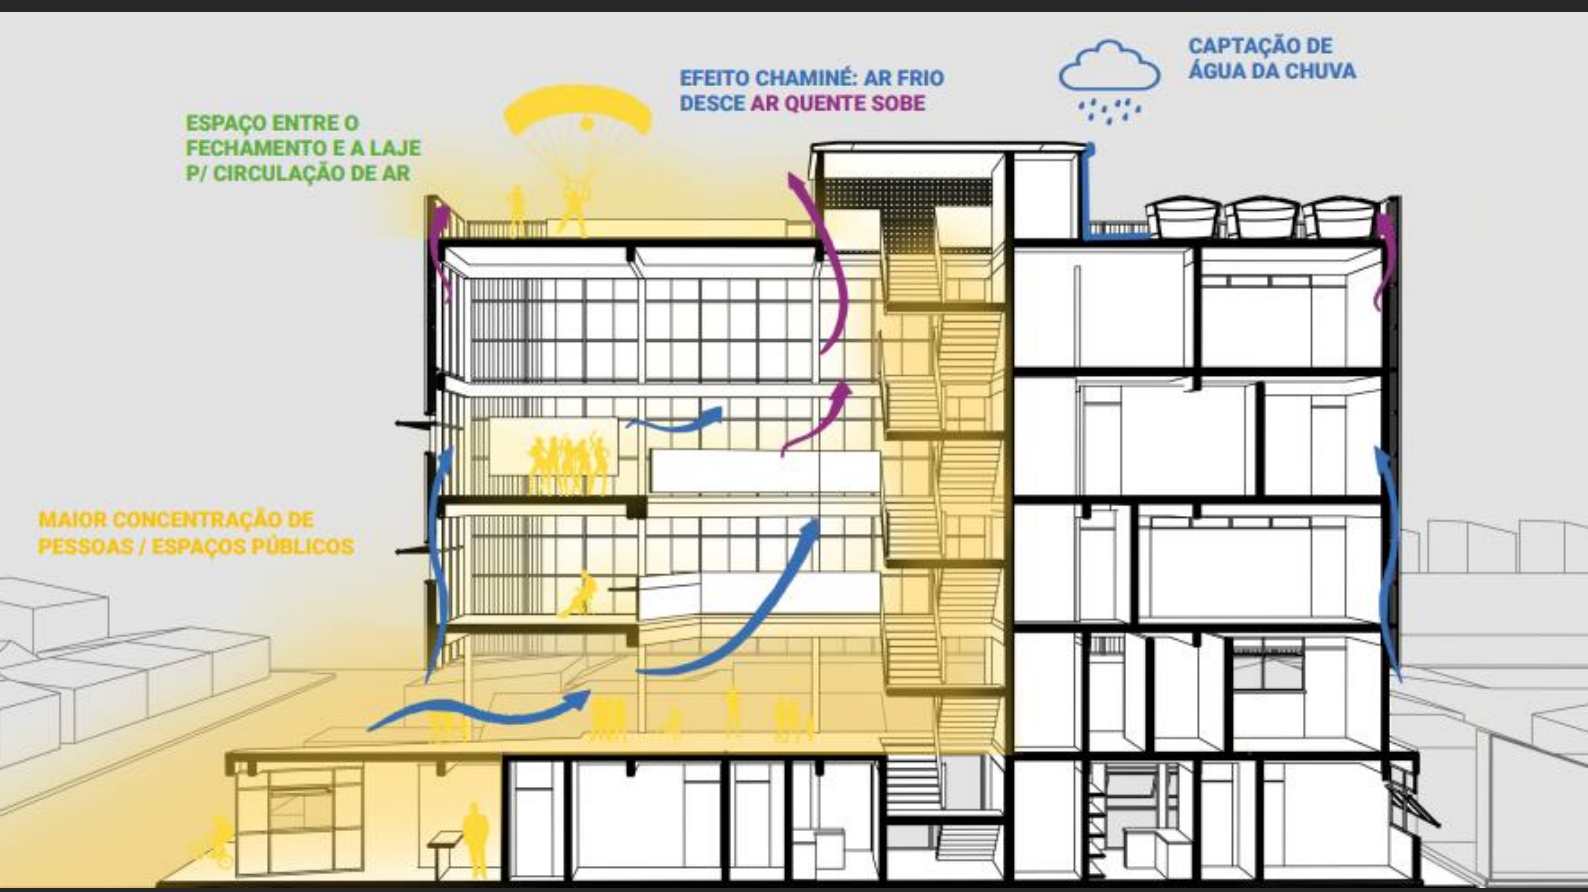 CAPTAÇÃO DE
ÁGUA DA CHUVA
EFEITO CHAMINÉ: AR FRIO
DESCE AR QUENTE SOBE
ESPAÇO ENTRE O
FECHAMENTO E A LAJE
P/ CIRCULAÇÃO DE AR
MAIOR CONCENTRAÇÃO DE
PESSOAS / ESPAÇOS PÚBLICOS